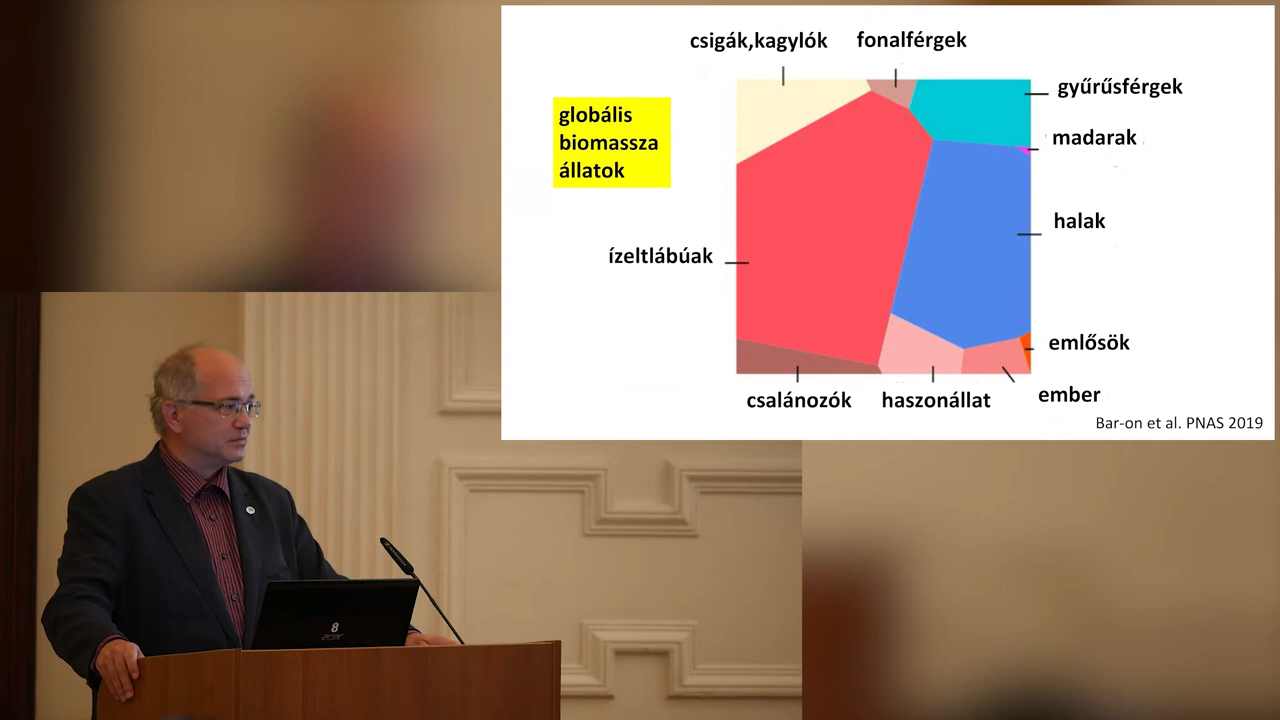 csigák,kagylók
fonalférgek
gyűrűsférgek
globális
biomassza
állatok
madarak
halak
ízeltlábúak
emlősök
ember
csalánozók
haszonállat
Bar-on et al. PNAS 2019
8
acer